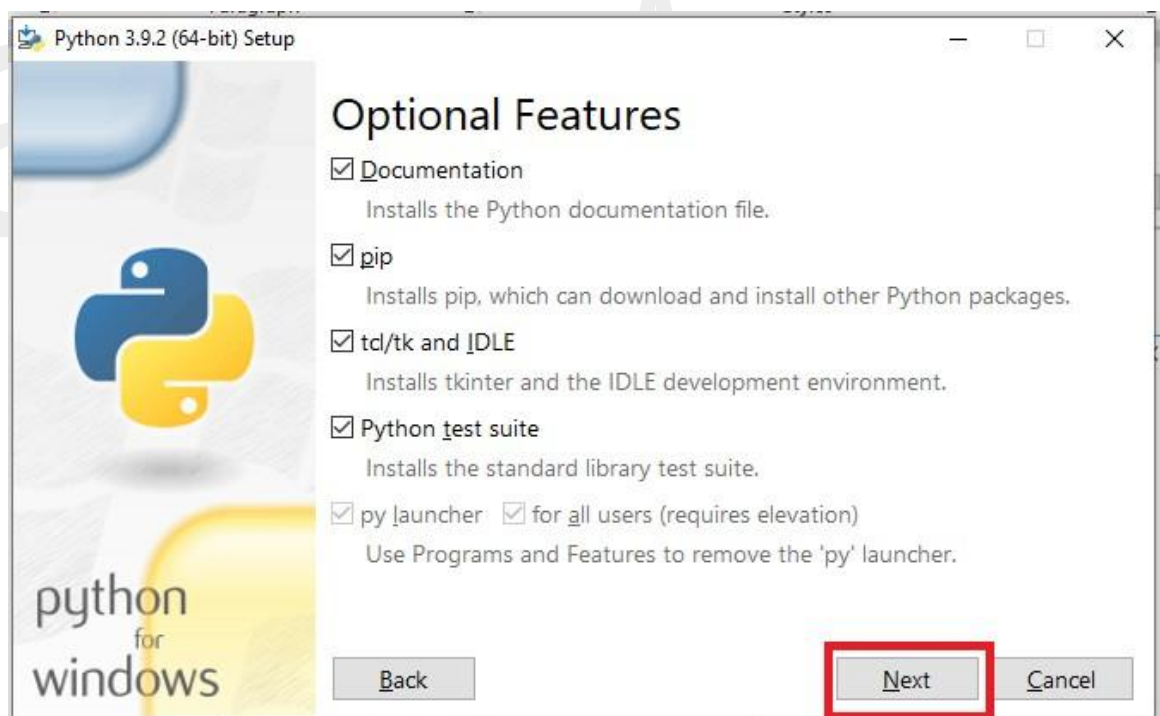 Python 3.9.2 (64-bit) Setup
Optional Features
Documentation
Installs the Python documentation file.
pip
Installs pip, which can download and install other Python packages.
tcl/tk and IDLE
Installs tkinter and the IDLE development environment.
Python test suite
Installs the standard library test suite.
py launcher for all users (requires elevation)
Use Programs and Features to remove the 'py' launcher.
python
for
windows
Back Next Cancel